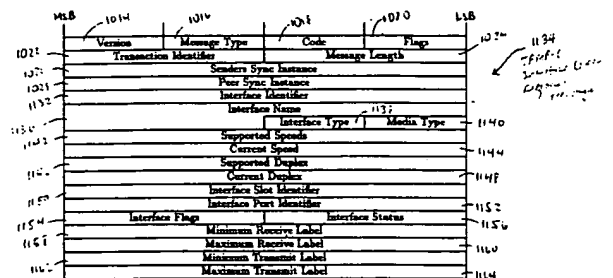 MSB LSB
1014 1016 1018 1020
Version Message Type Code Flags
1022 Transaction Identifier Message Length 1024
Senders Sync Instance
Peer Sync Instance
1132 Interface Identifier
Interface Name
Interface Type Media Type 1140
Supported Speeds
Current Speed 1144
Supported Duplex
Current Duplex 1148
Interface Slot Identifier
Interface Port Identifier 1152
1154 Interface Flags Interface Status 1156
1158 Minimum Receive Label
Maximum Receive Label 1160
1162 Minimum Transmit Label
Maximum Transmit Label 1164
1134